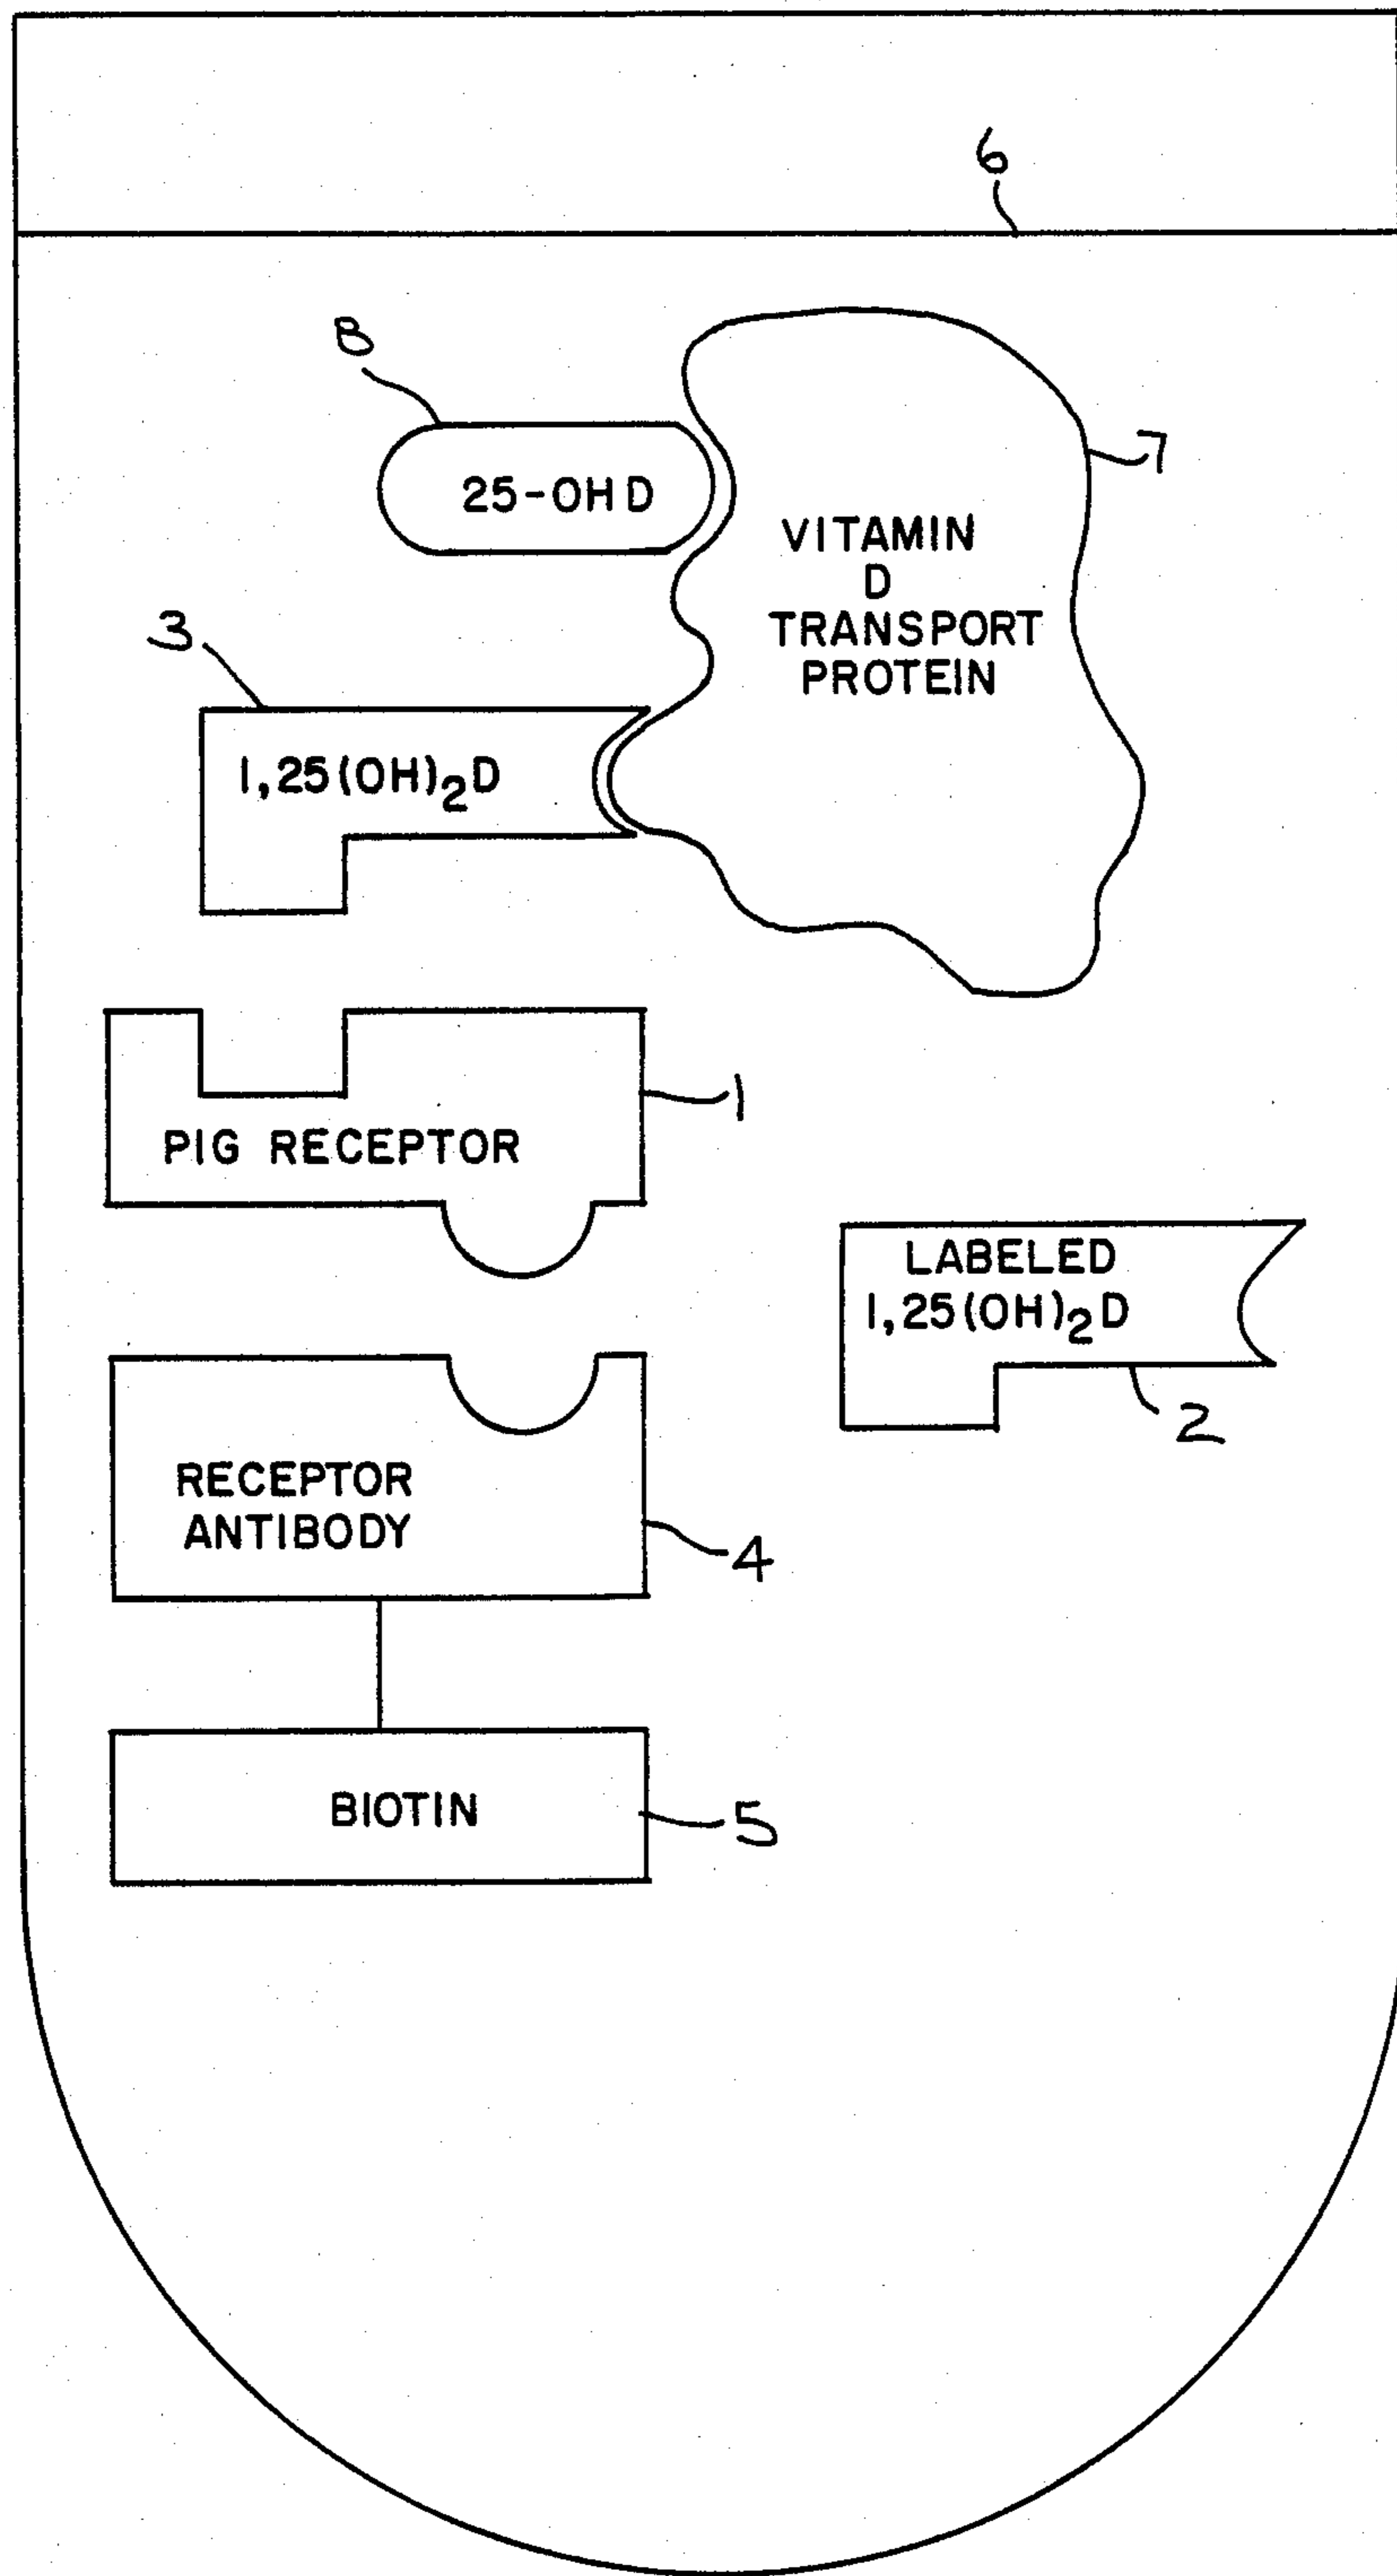 6
8
25-OHD
7
VITAMIN
D
TRANSPORT
PROTEIN
3
1,25(OH)₂D
1
PIG RECEPTOR
LABELED
1,25(OH)₂D
2
RECEPTOR
ANTIBODY
4
BIOTIN
5